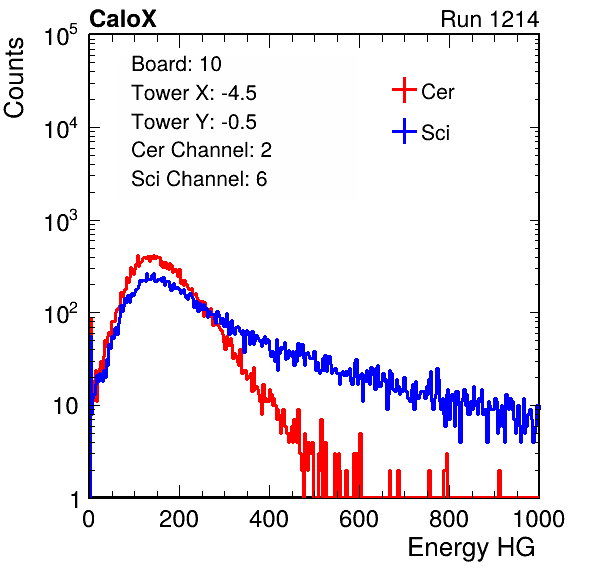 CaloX Run 1214
Counts
Board: 10
Tower X: -4.5
Tower Y: -0.5
Cer Channel: 2
Sci Channel: 6
Cer
Sci
10^5
10^4
10^3
10^2
10
1
0 200 400 600 800 1000
Energy HG